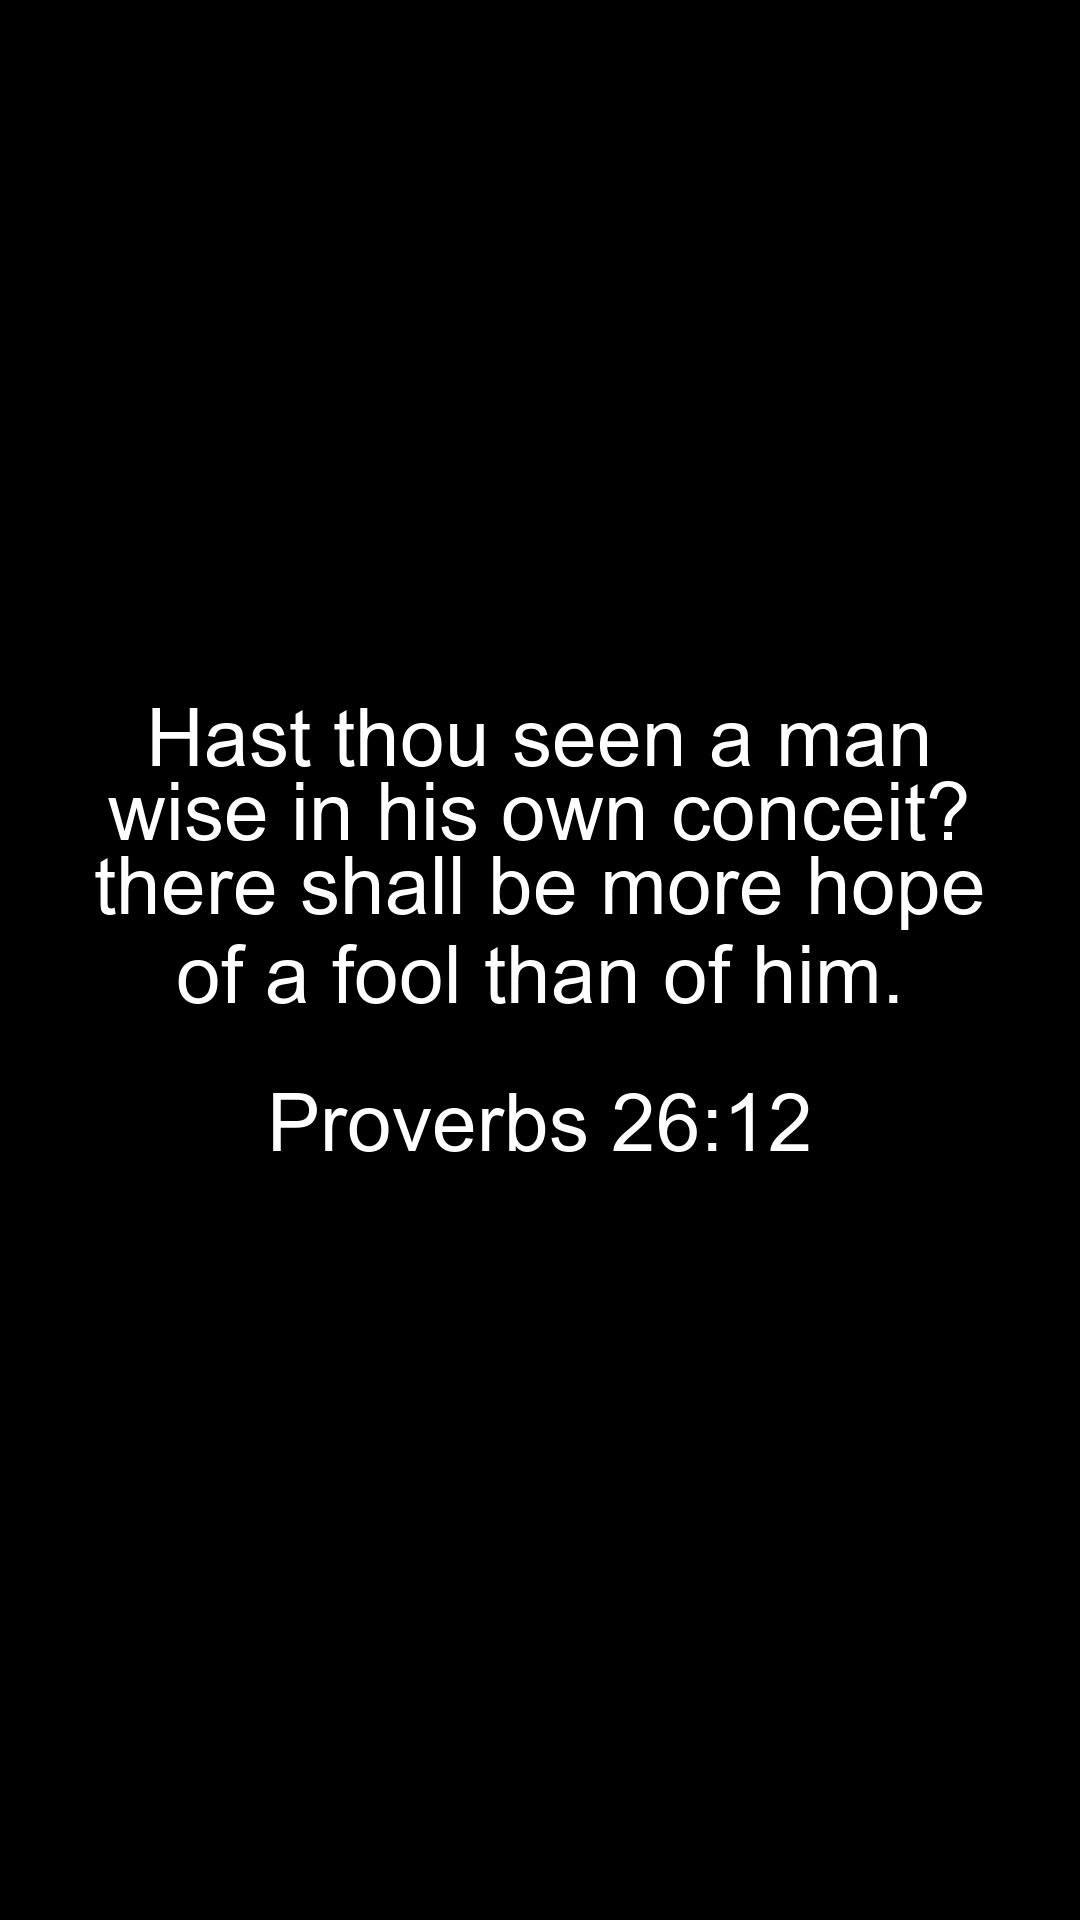 Hast thou seen a man
wise in his own conceit?
there shall be more hope
of a fool than of him.
Proverbs 26:12